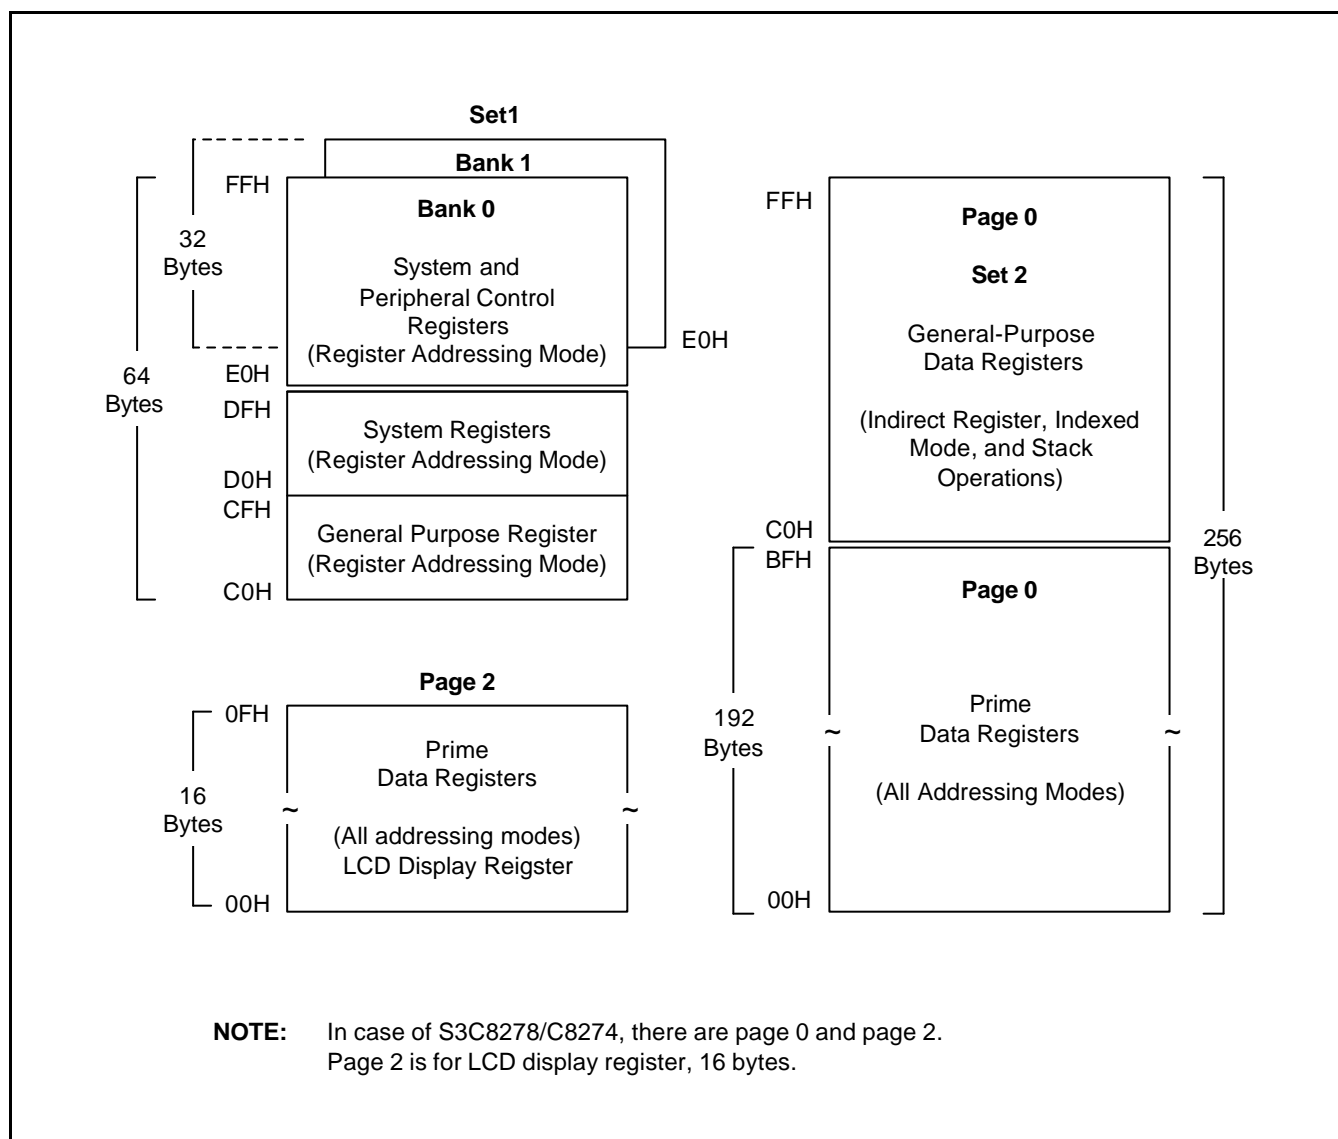 Set1
Bank 1
FFH
Bank 0
32
Bytes
System and
Peripheral Control
Registers
(Register Addressing Mode)
E0H
64
Bytes
E0H
DFH
System Registers
(Register Addressing Mode)
D0H
CFH
General Purpose Register
(Register Addressing Mode)
C0H
Page 2
0FH
Prime
Data Registers
16
Bytes
~
~
(All addressing modes)
LCD Display Reigster
00H
FFH
Page 0
Set 2
General-Purpose
Data Registers
(Indirect Register, Indexed
Mode, and Stack
Operations)
C0H
BFH
256
Bytes
Page 0
192
Bytes
Prime
Data Registers
~
~
(All Addressing Modes)
00H
NOTE: In case of S3C8278/C8274, there are page 0 and page 2.
Page 2 is for LCD display register, 16 bytes.